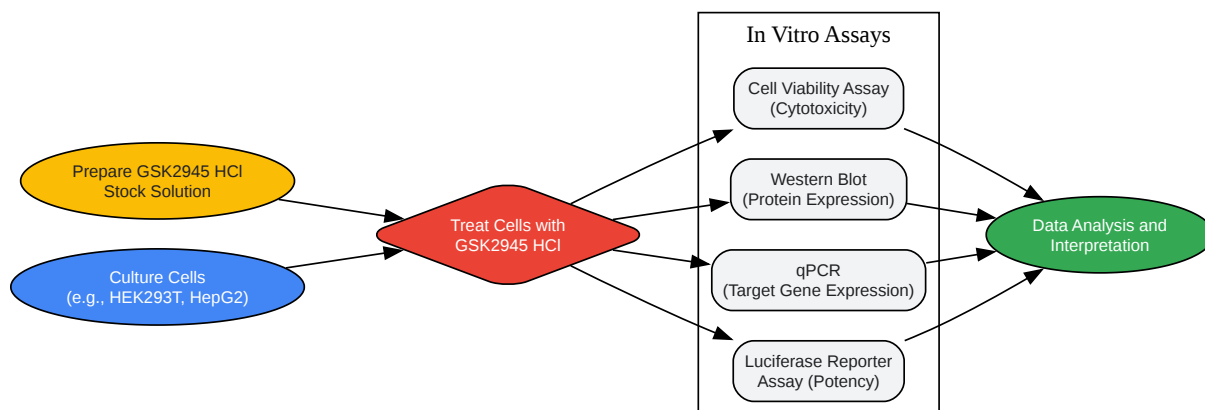 Prepare GSK2945 HCl
Stock Solution
Culture Cells
(e.g., HEK293T, HepG2)
Treat Cells with
GSK2945 HCl
In Vitro Assays
Cell Viability Assay
(Cytotoxicity)
Western Blot
(Protein Expression)
qPCR
(Target Gene Expression)
Luciferase Reporter
Assay (Potency)
Data Analysis and
Interpretation